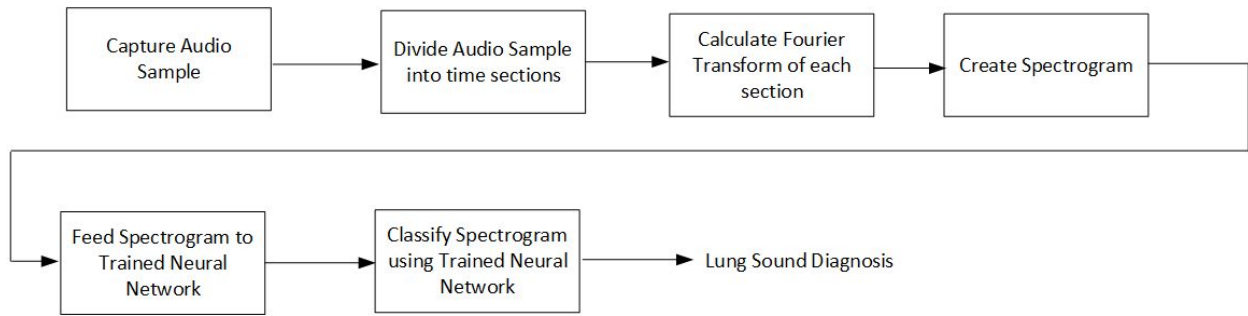 Capture Audio
Sample
Divide Audio Sample
into time sections
Calculate Fourier
Transform of each
section
Create Spectrogram
Feed Spectrogram to
Trained Neural
Network
Classify Spectrogram
using Trained Neural
Network
Lung Sound Diagnosis